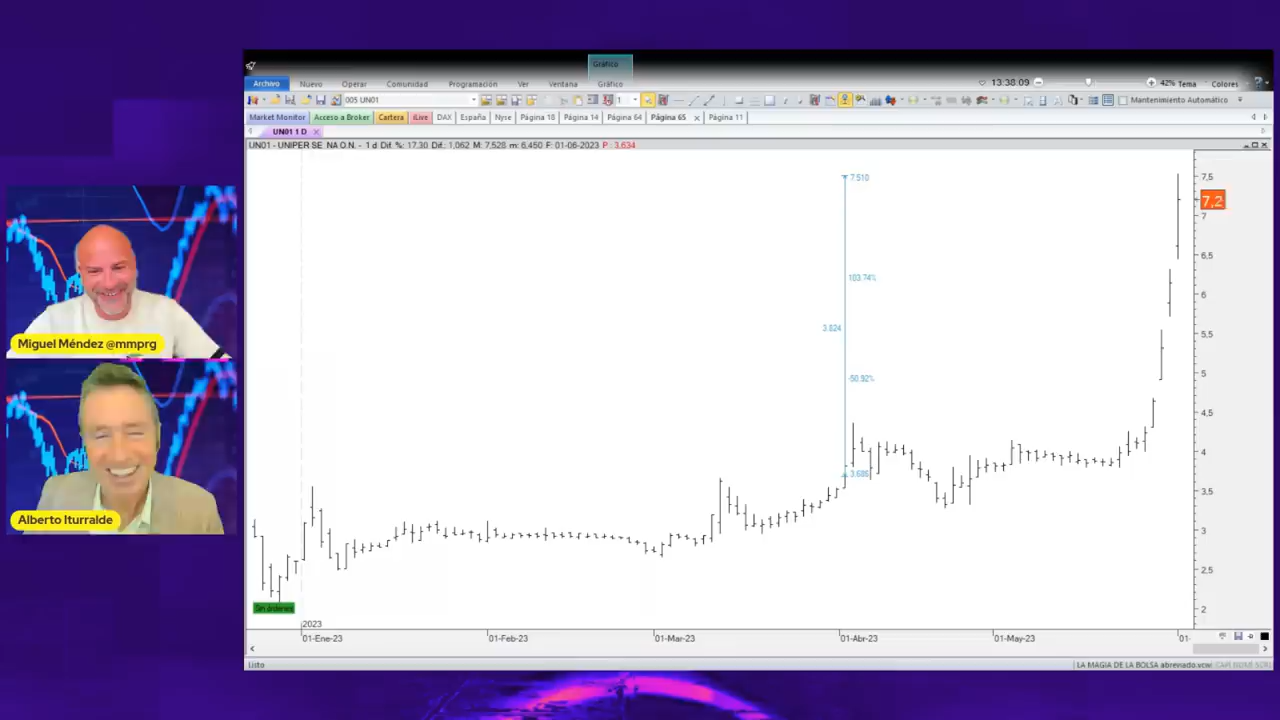 Gráfico
Archivo Nuevo Operar Comunidad Programación Ver Ventana Gráfico
13:38:09 42% Tema Colores
005 UN01 1 Mantenimiento Automático
Market Monitor Acceso a Broker Cartera iLive DAX España Nyse Página 18 Página 14 Página 64 Página 65 Página 11
UN01 1 D
UN01 - UNIPER SE NA O.N. - 1 d Dif. %: 17,30 Dif.: 1,062 M: 7,528 m: 6,450 F: 01-06-2023 P : 3.634
7.510
7,5
7,2
7
6,5
103.74%
6
3.824
5,5
-50.92%
5
4,5
4
3.685
3,5
3
2,5
2
Miguel Méndez @mmprg
Alberto Iturralde
Sin órdenes
2023
01-Ene-23 01-Feb-23 01-Mar-23 01-Abr-23 01-May-23 01-
Listo
LA MAGIA DE LA BOLSA abreviado.vcw